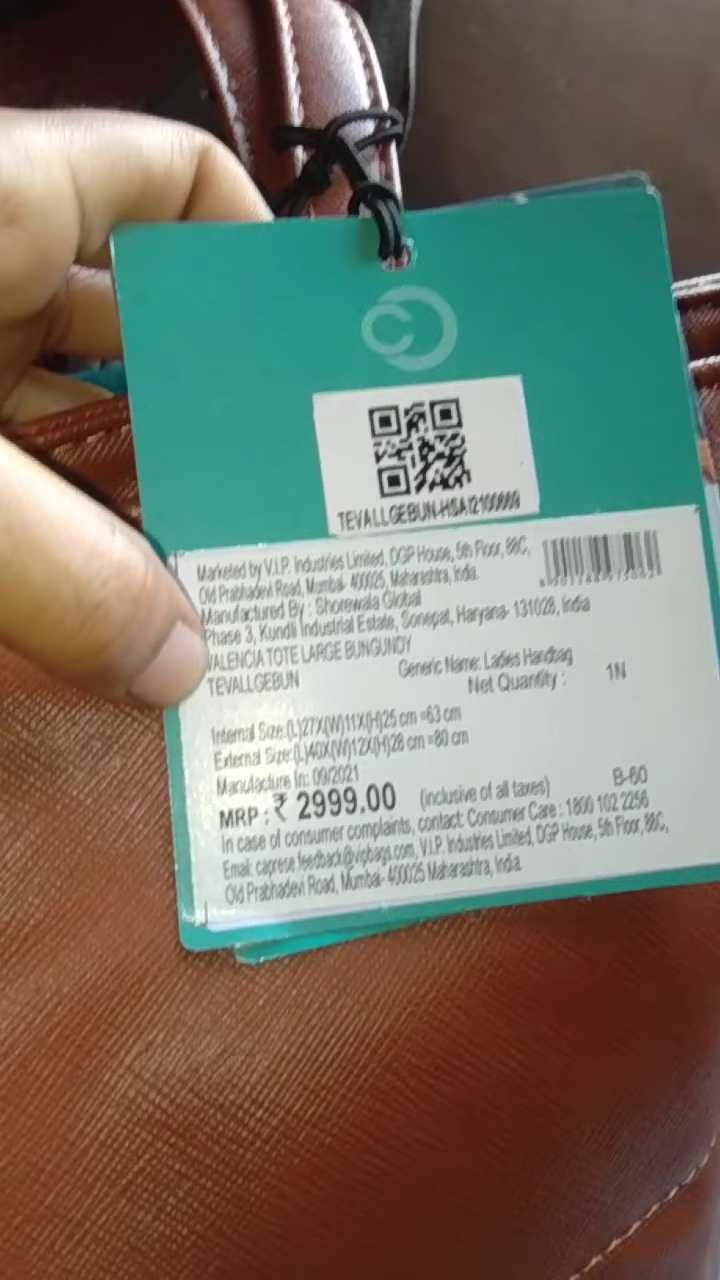 TEVALLGEBUN-HSAI2100869
Marketed by V.I.P. Industries Limited, DGP House, 5th Floor, 88C,
Old Prabhadevi Road, Mumbai- 400025, Maharashtra, India.
Manufactured By : Shorewala Global
Phase 3, Kundli Industrial Estate, Sonepat, Haryana- 131028, India
VALENCIA TOTE LARGE BUNGUNDY
TEVALLGEBUN
Generic Name: Ladies Handbag
Net Quantity : 1N
Internal Size:(L)27X(W)11X(H)25 cm =63 cm
External Size:(L)40X(W)12X(H)28 cm =80 cm
Manufacture In: 09/2021
B-60
MRP : ₹ 2999.00 (inclusive of all taxes)
In case of consumer complaints, contact: Consumer Care : 1800 102 2256
Email: caprese.feedback@vipbags.com, V.I.P. Industries Limited, DGP House, 5th Floor, 88C,
Old Prabhadevi Road, Mumbai- 400025 Maharashtra, India.